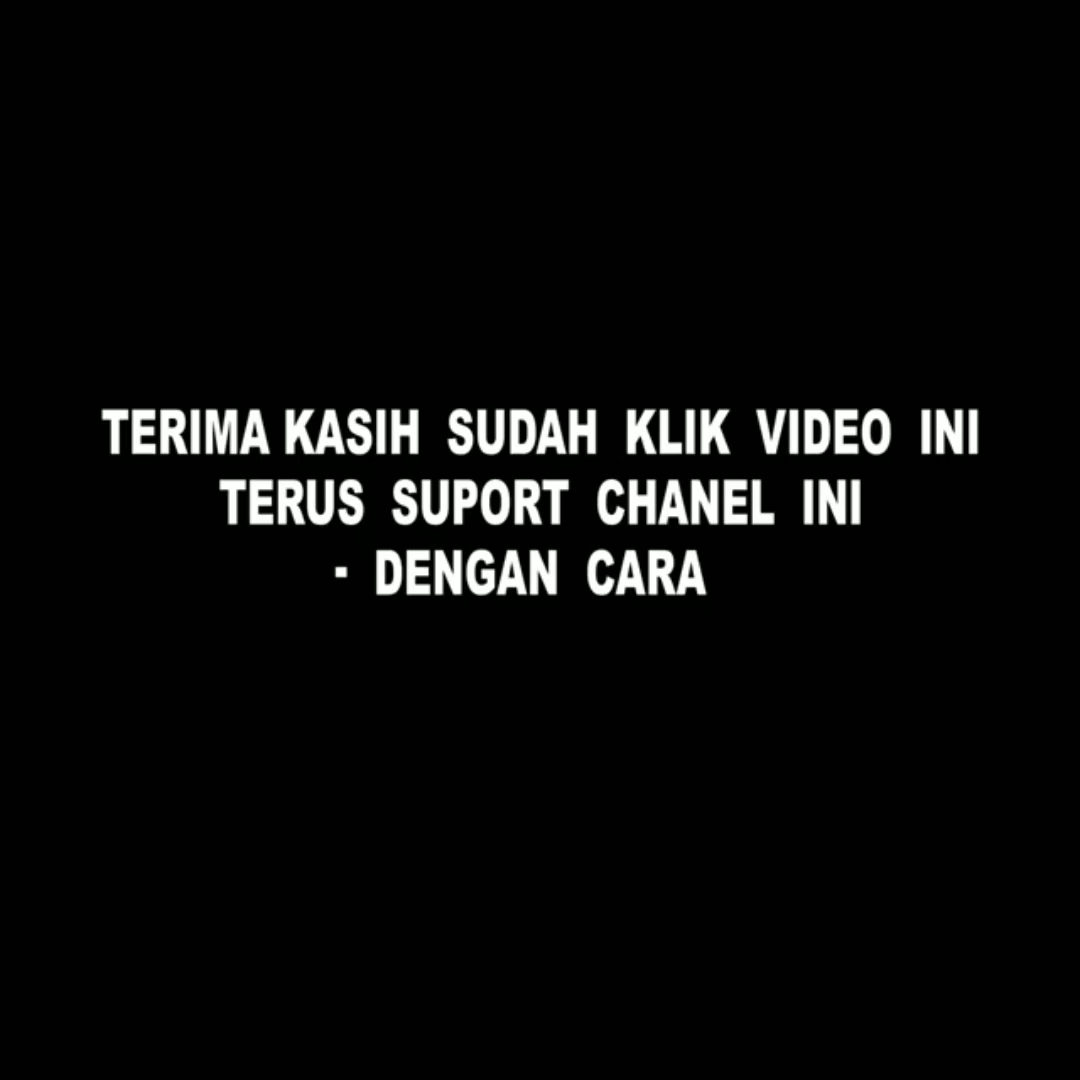 TERIMA KASIH SUDAH KLIK VIDEO INI
TERUS SUPORT CHANEL INI
- DENGAN CARA